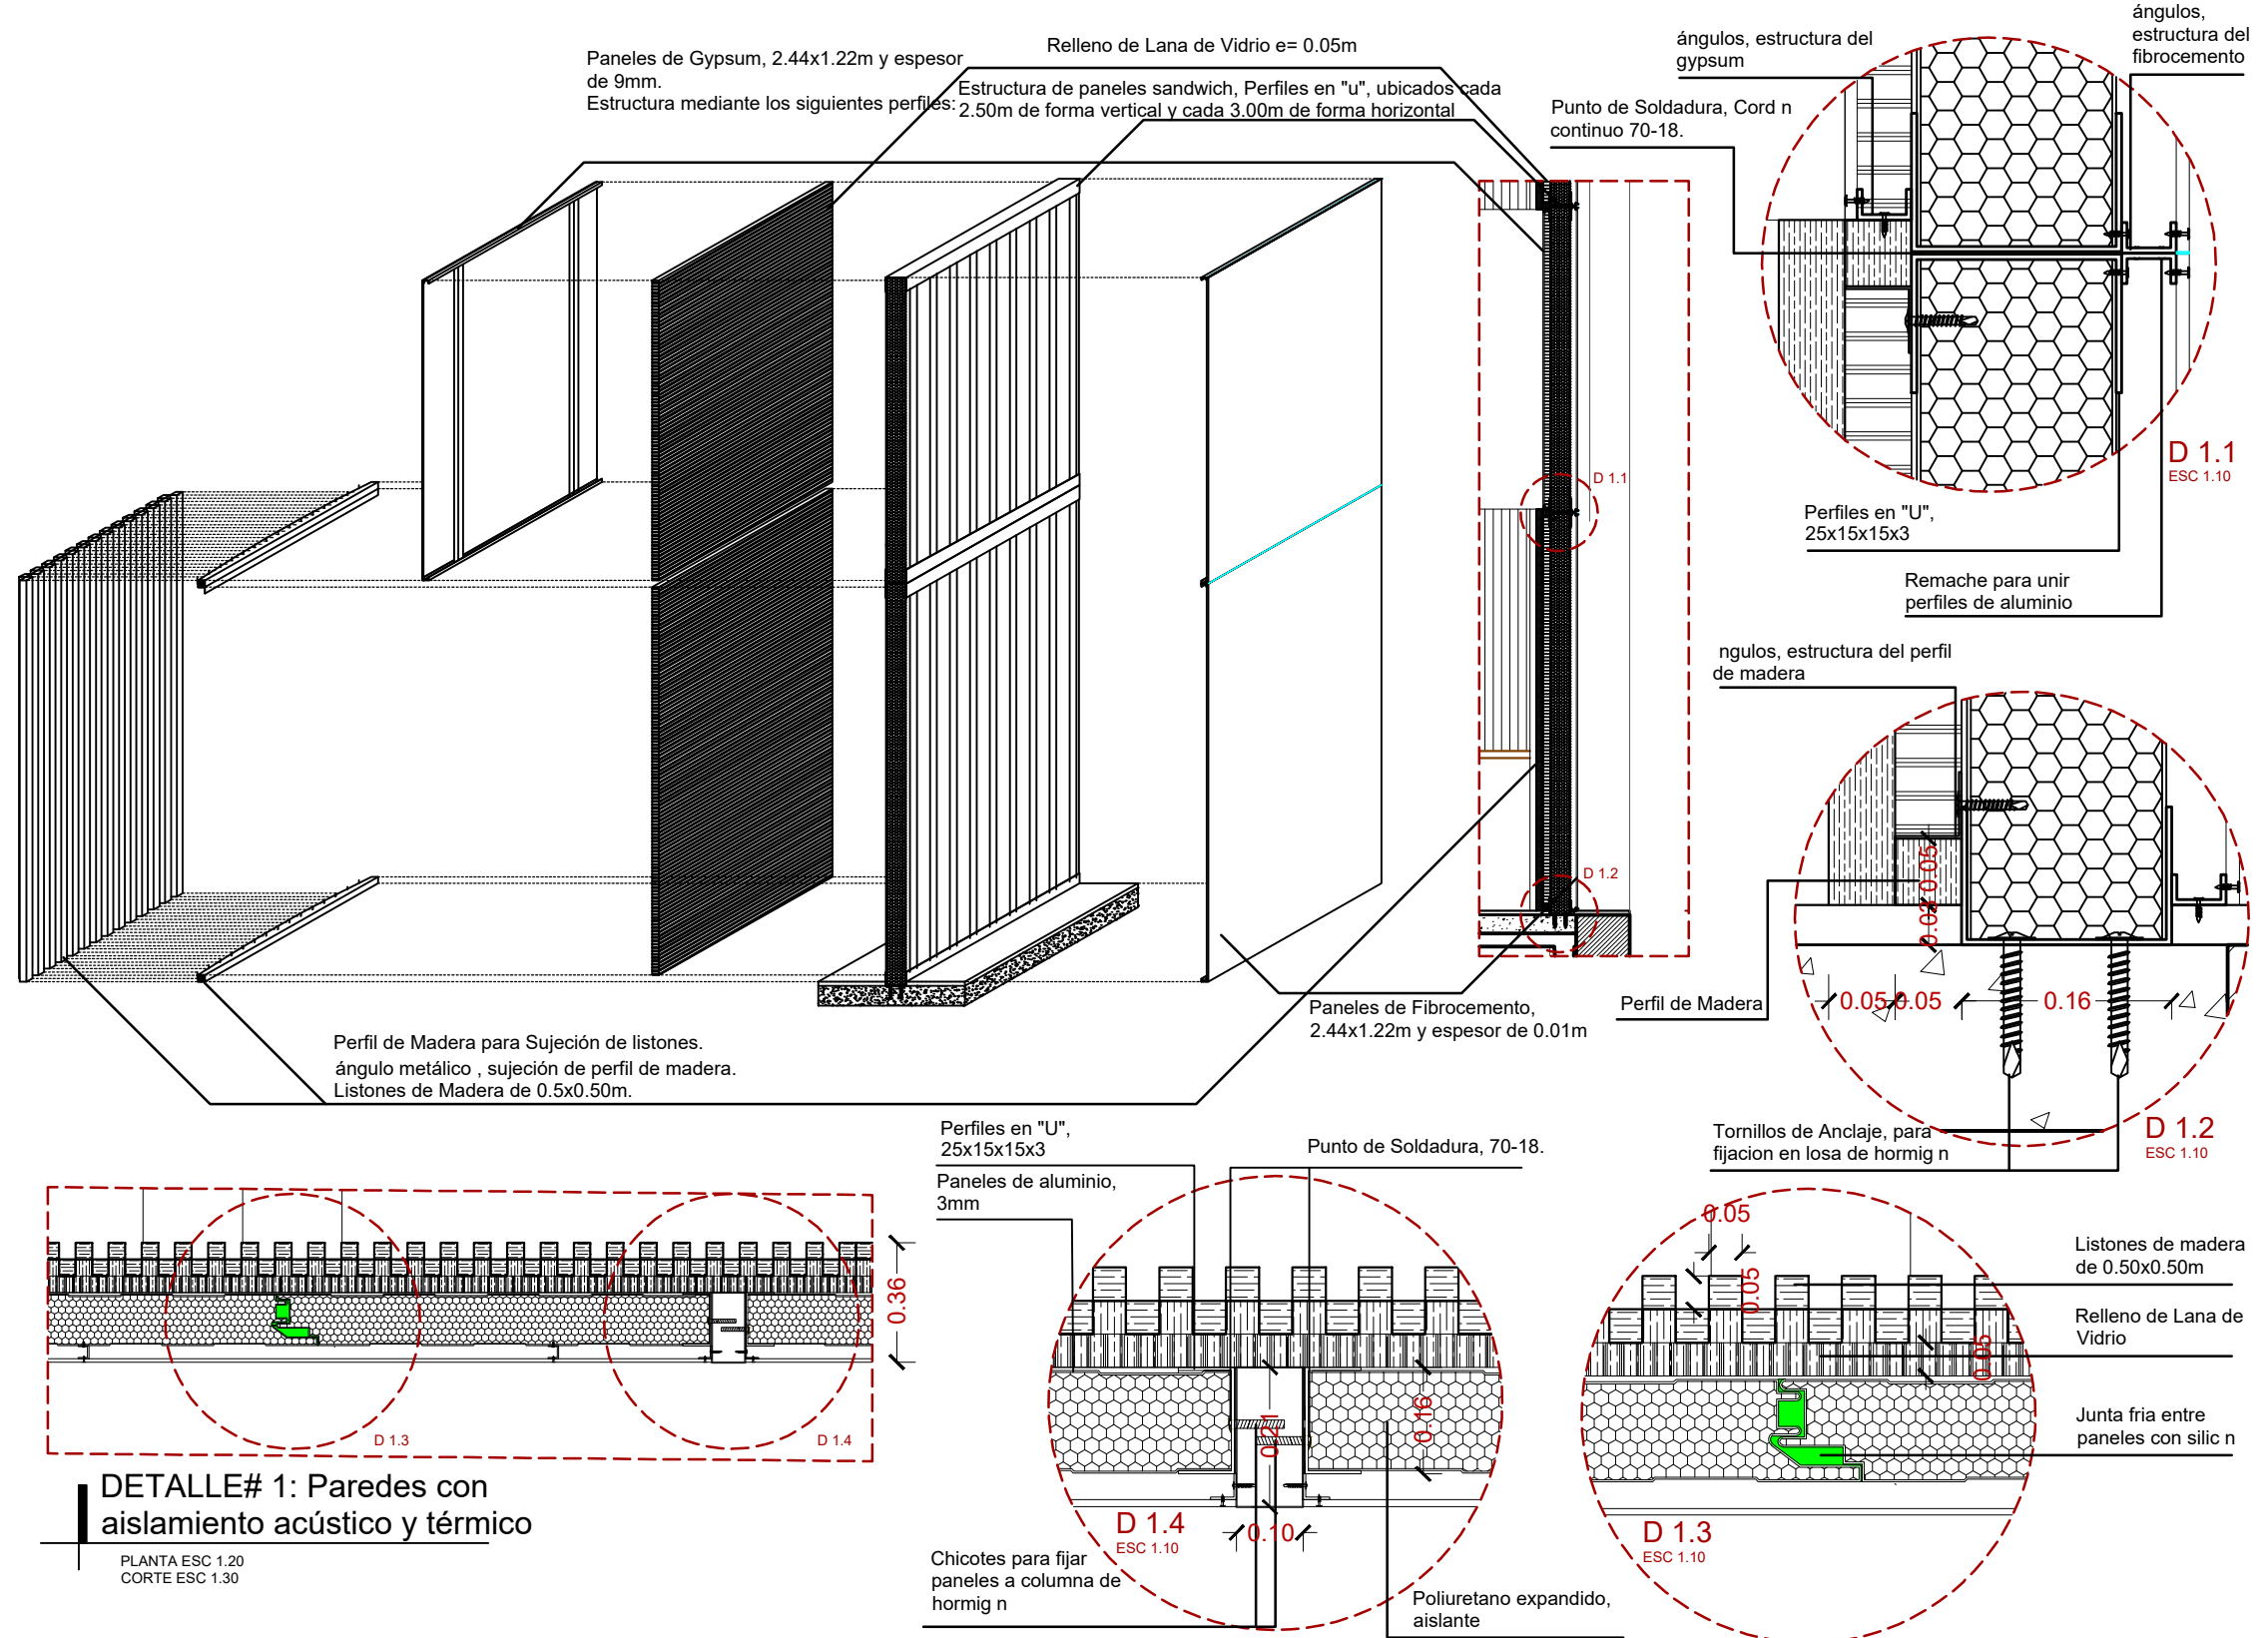 Paneles de Gypsum, 2.44x1.22m y espesor
de 9mm.
Estructura mediante los siguientes perfiles:
Relleno de Lana de Vidrio e= 0.05m
Estructura de paneles sandwich, Perfiles en "u", ubicados cada
2.50m de forma vertical y cada 3.00m de forma horizontal
ángulos, estructura del
gypsum
ángulos,
estructura del
fibrocemento
Punto de Soldadura, Cord n
continuo 70-18.
D 1.1
ESC 1.10
Perfiles en "U",
25x15x15x3
Remache para unir
perfiles de aluminio
D 1.1
D 1.2
ngulos, estructura del perfil
de madera
0.05
0.03
Perfil de Madera
0.05
0.05
0.16
Tornillos de Anclaje, para
fijacion en losa de hormig n
D 1.2
ESC 1.10
Paneles de Fibrocemento,
2.44x1.22m y espesor de 0.01m
Perfil de Madera para Sujeción de listones.
ángulo metálico , sujeción de perfil de madera.
Listones de Madera de 0.5x0.50m.
0.36
D 1.3
D 1.4
DETALLE# 1: Paredes con
aislamiento acústico y térmico
PLANTA ESC 1.20
CORTE ESC 1.30
Perfiles en "U",
25x15x15x3
Paneles de aluminio,
3mm
Punto de Soldadura, 70-18.
0.21
0.16
0.10
D 1.4
ESC 1.10
Chicotes para fijar
paneles a columna de
hormig n
Poliuretano expandido,
aislante
0.05
0.05
0.05
Listones de madera
de 0.50x0.50m
Relleno de Lana de
Vidrio
Junta fria entre
paneles con silic n
D 1.3
ESC 1.10